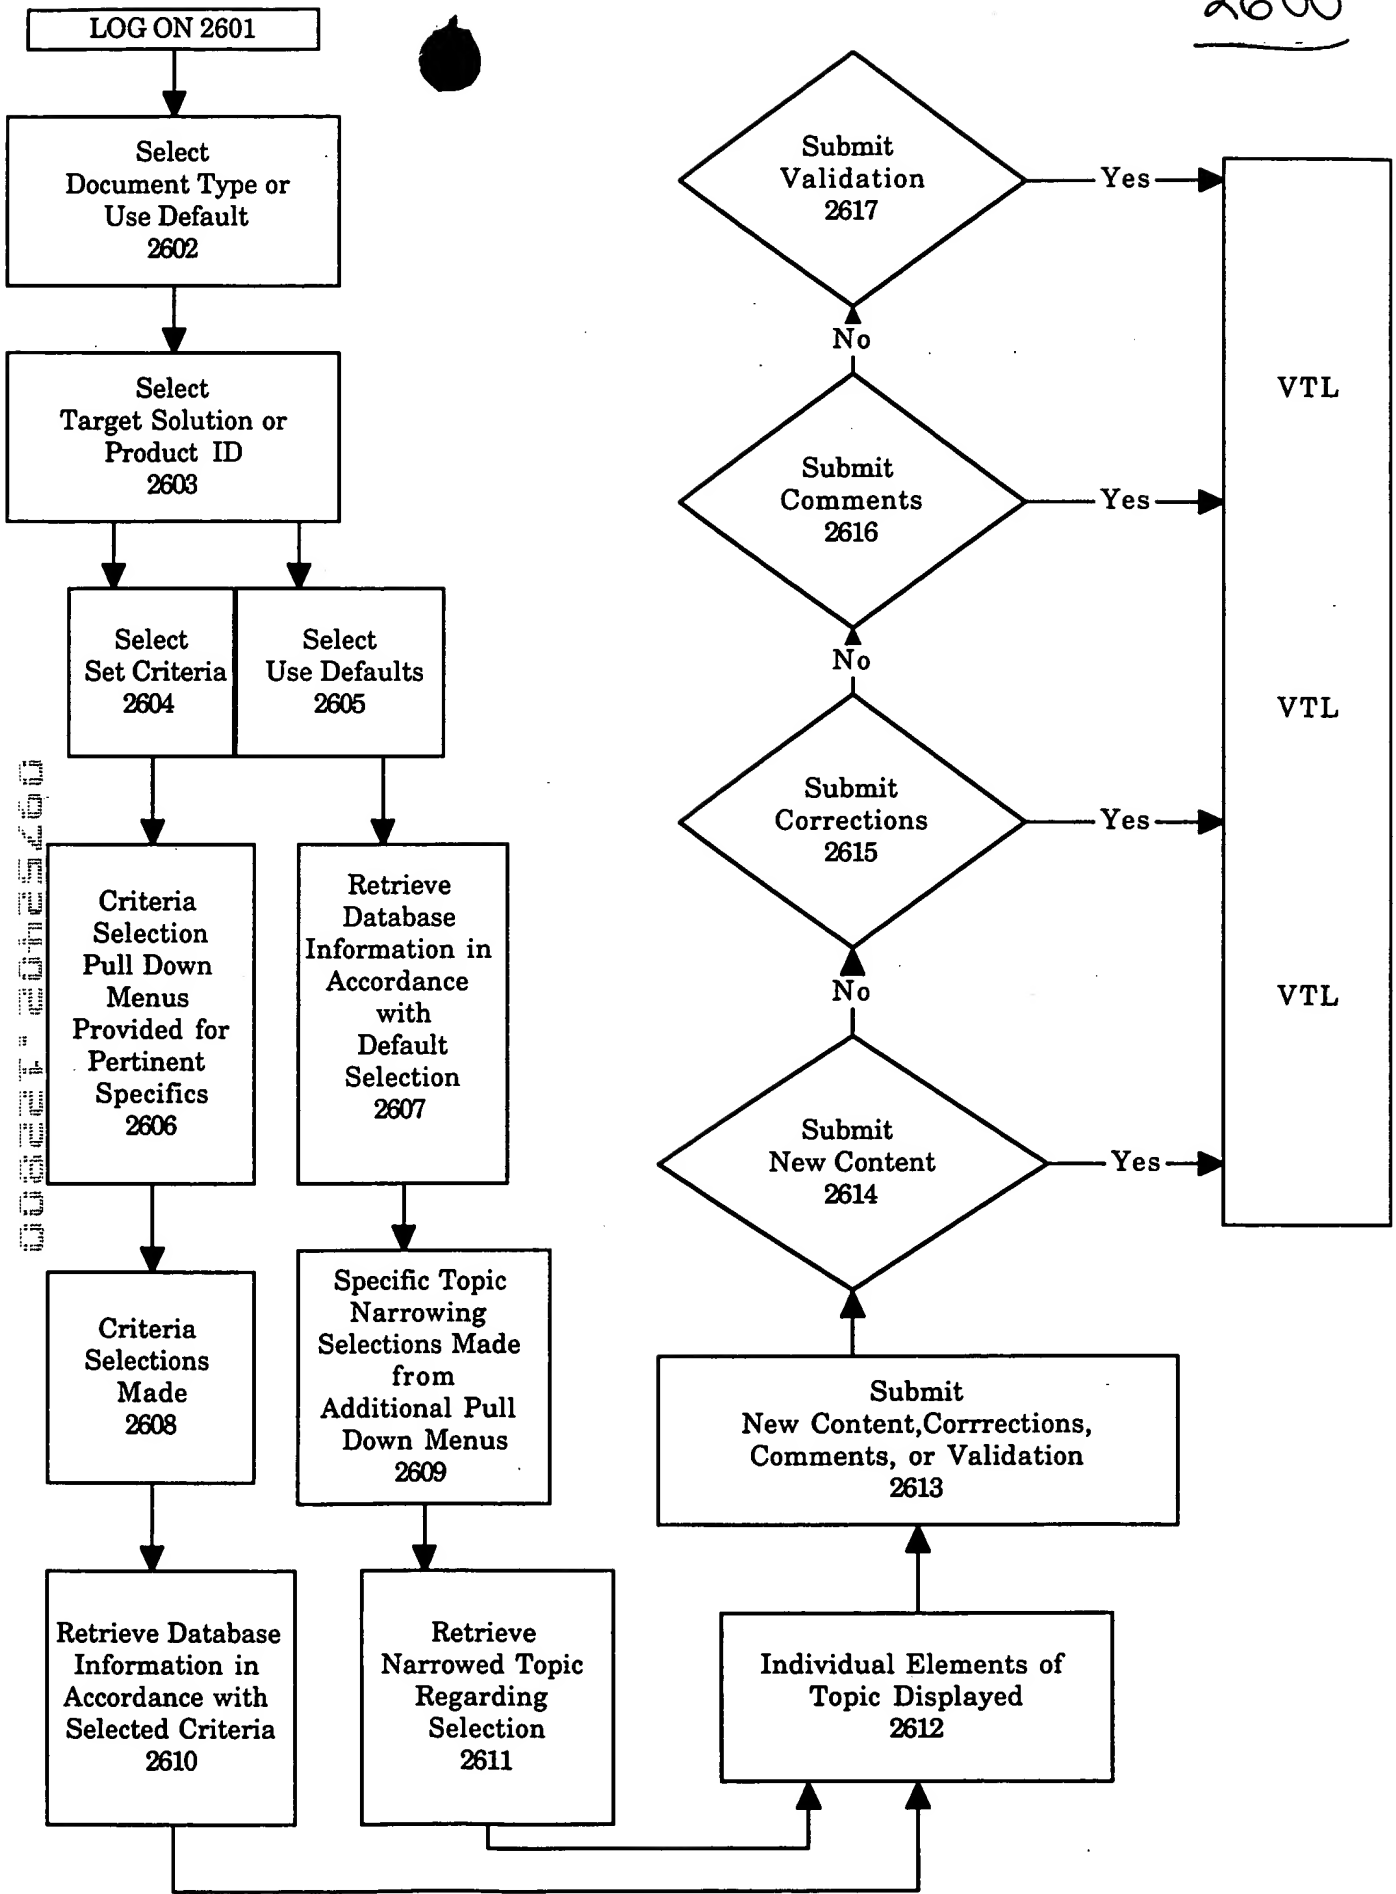 2600
LOG ON 2601
Select
Document Type or
Use Default
2602
Select
Target Solution or
Product ID
2603
Select
Set Criteria
2604
Select
Use Defaults
2605
Criteria
Selection
Pull Down
Menus
Provided for
Pertinent
Specifics
2606
Retrieve
Database
Information in
Accordance
with
Default
Selection
2607
Criteria
Selections
Made
2608
Specific Topic
Narrowing
Selections Made
from
Additional Pull
Down Menus
2609
Retrieve Database
Information in
Accordance with
Selected Criteria
2610
Retrieve
Narrowed Topic
Regarding
Selection
2611
Submit
Validation
2617
Yes
No
Submit
Comments
2616
Yes
No
Submit
Corrections
2615
Yes
No
Submit
New Content
2614
Yes
Submit
New Content,Corrrections,
Comments, or Validation
2613
Individual Elements of
Topic Displayed
2612
VTL
VTL
VTL